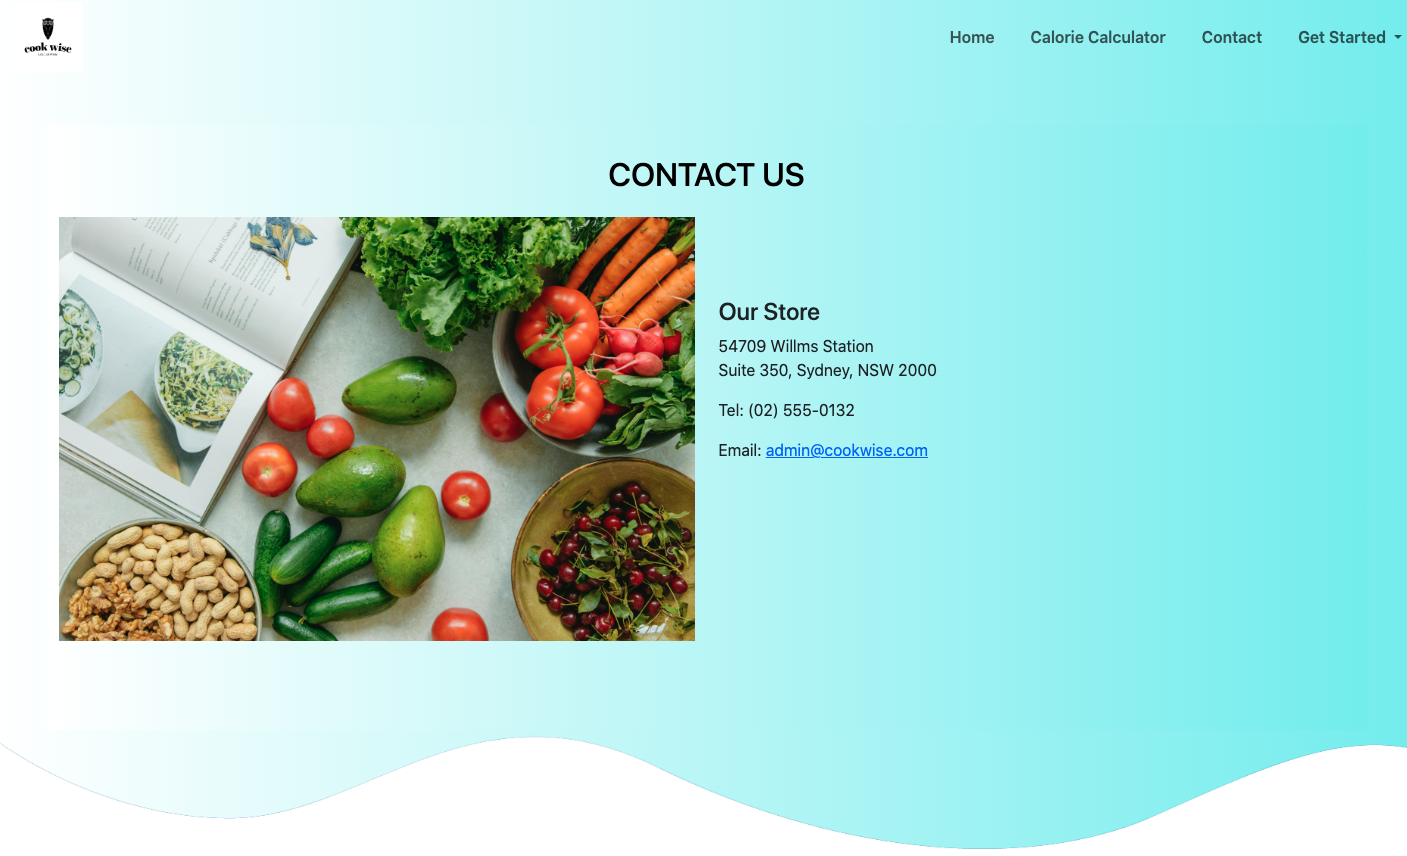 cook wise
Home
Calorie Calculator
Contact
Get Started
CONTACT US
Our Store
54709 Willms Station
Suite 350, Sydney, NSW 2000
Tel: (02) 555-0132
Email: admin@cookwise.com